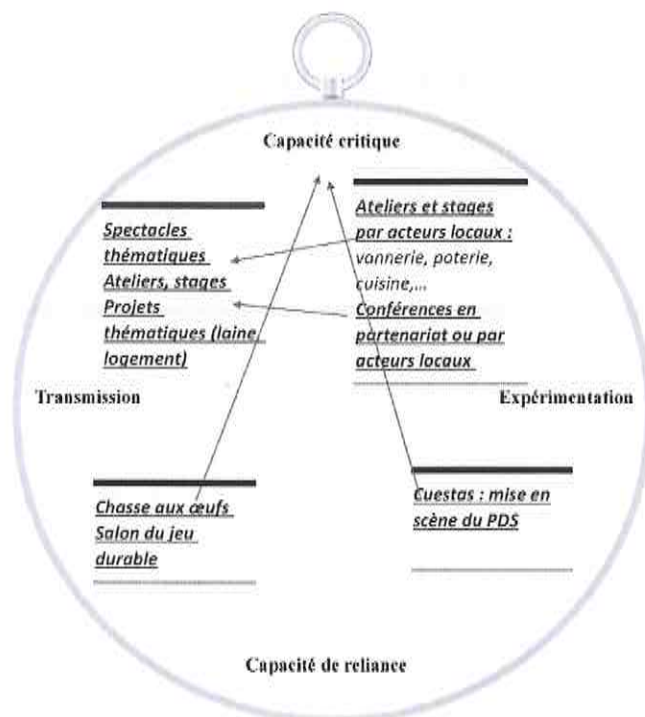 Capacité critique
Spectacles
thématiques
Ateliers, stages
Projets
thématiques (laine
logement)
Ateliers et stages
par acteurs locaux :
vannerie, poterie,
cuisine,...
Conférences en
partenariat ou par
acteurs locaux
Transmission
Expérimentation
Chasse aux œufs
Salon du jeu
durable
Cuestas : mise en
scène du PDS
Capacité de reliance